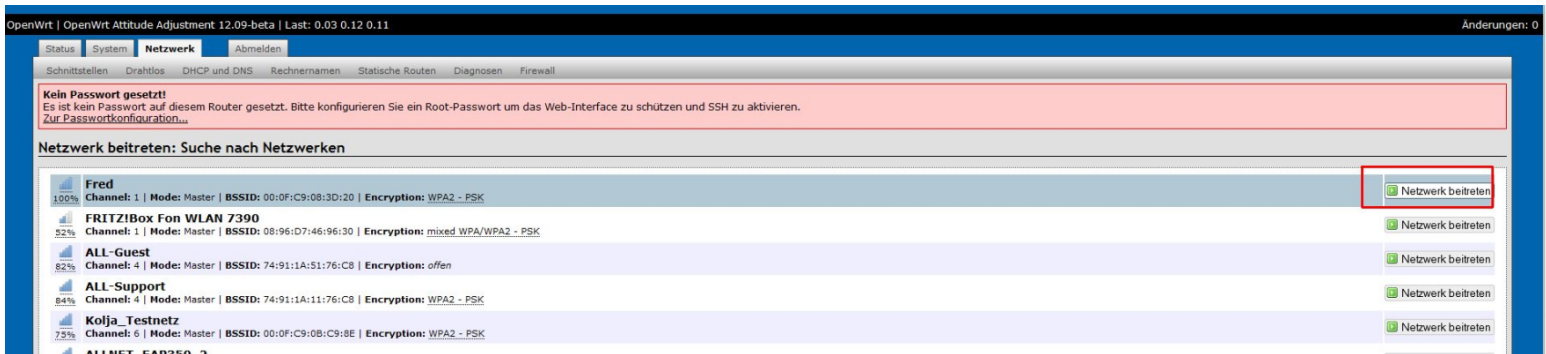 OpenWrt | OpenWrt Attitude Adjustment 12.09-beta | Last: 0.03 0.12 0.11 Änderungen: 0
Status System Netzwerk Abmelden
Schnittstellen Drahtlos DHCP und DNS Rechnernamen Statische Routen Diagnosen Firewall
Kein Passwort gesetzt!
Es ist kein Passwort auf diesem Router gesetzt. Bitte konfigurieren Sie ein Root-Passwort um das Web-Interface zu schützen und SSH zu aktivieren.
Zur Passwortkonfiguration...
Netzwerk beitreten: Suche nach Netzwerken
Fred
100% Channel: 1 | Mode: Master | BSSID: 00:0F:C9:08:3D:20 | Encryption: WPA2 - PSK Netzwerk beitreten
FRITZ!Box Fon WLAN 7390
52% Channel: 1 | Mode: Master | BSSID: 08:96:D7:46:96:30 | Encryption: mixed WPA/WPA2 - PSK Netzwerk beitreten
ALL-Guest
82% Channel: 4 | Mode: Master | BSSID: 74:91:1A:51:76:C8 | Encryption: offen Netzwerk beitreten
ALL-Support
84% Channel: 4 | Mode: Master | BSSID: 74:91:1A:11:76:C8 | Encryption: WPA2 - PSK Netzwerk beitreten
Kolja_Testnetz
75% Channel: 6 | Mode: Master | BSSID: 00:0F:C9:0B:C9:8E | Encryption: WPA2 - PSK Netzwerk beitreten